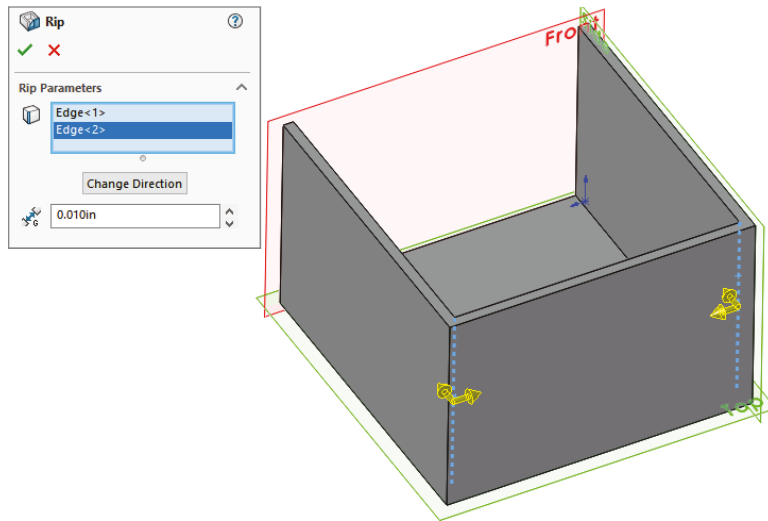 Rip
Rip Parameters
Edge<1>
Edge<2>
Change Direction
0.010in
Front
Top